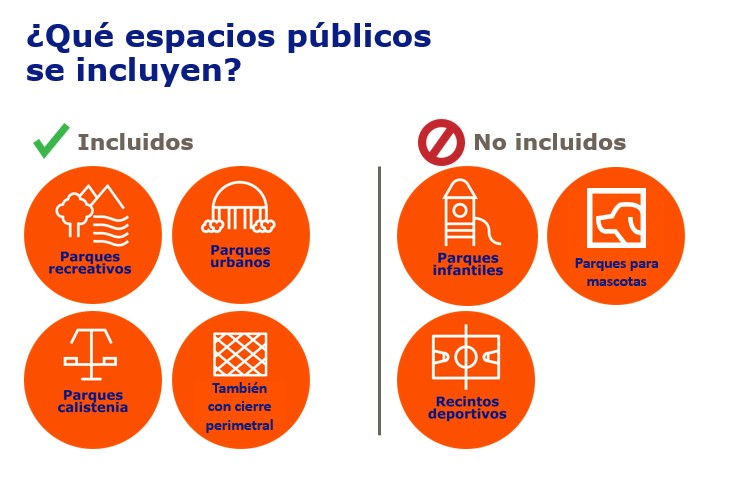 ¿Qué espacios públicos
se incluyen?
Incluidos
Parques
recreativos
Parques
urbanos
Parques
calistenia
También
con cierre
perimetral
No incluidos
Parques
infantiles
Parques para
mascotas
Recintos
deportivos